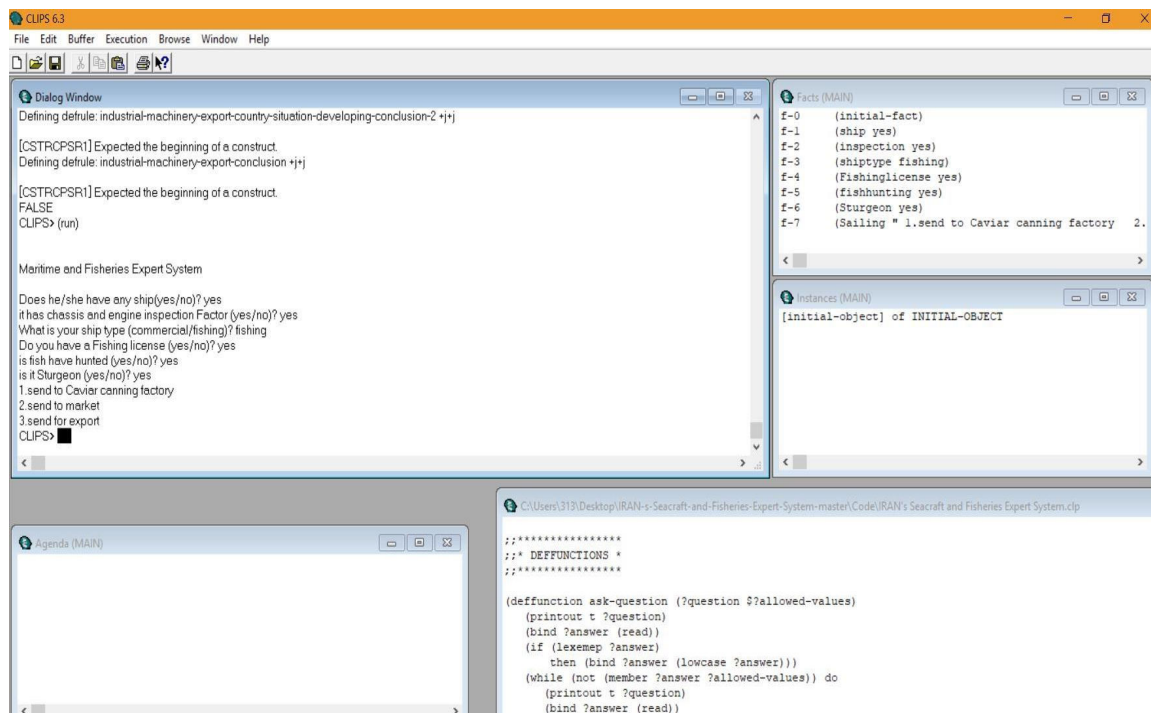 CLIPS 6.3
File Edit Buffer Execution Browse Window Help
Dialog Window
Defining defrule: industrial-machinery-export-country-situation-developing-conclusion-2 +j+j
[CSTRCPSR1] Expected the beginning of a construct.
Defining defrule: industrial-machinery-export-conclusion +j+j
[CSTRCPSR1] Expected the beginning of a construct.
FALSE
CLIPS> (run)
Maritime and Fisheries Expert System
Does he/she have any ship(yes/no)? yes
it has chassis and engine inspection Factor (yes/no)? yes
What is your ship type (commercial/fishing)? fishing
Do you have a Fishing license (yes/no)? yes
is fish have hunted (yes/no)? yes
is it Sturgeon (yes/no)? yes
1.send to Caviar canning factory
2.send to market
3.send for export
CLIPS>
Facts (MAIN)
f-0 (initial-fact)
f-1 (ship yes)
f-2 (inspection yes)
f-3 (shiptype fishing)
f-4 (Fishinglicense yes)
f-5 (fishhunting yes)
f-6 (Sturgeon yes)
f-7 (Sailing " 1.send to Caviar canning factory 2.
Instances (MAIN)
[initial-object] of INITIAL-OBJECT
Agenda (MAIN)
C:\Users\313\Desktop\IRAN-s-Seacraft-and-Fisheries-Expert-System-master\Code\IRAN's Seacraft and Fisheries Expert System.clp
;;****************
;;* DEFFUNCTIONS *
;;****************
(deffunction ask-question (?question $?allowed-values)
(printout t ?question)
(bind ?answer (read))
(if (lexemep ?answer)
then (bind ?answer (lowcase ?answer)))
(while (not (member ?answer ?allowed-values)) do
(printout t ?question)
(bind ?answer (read))